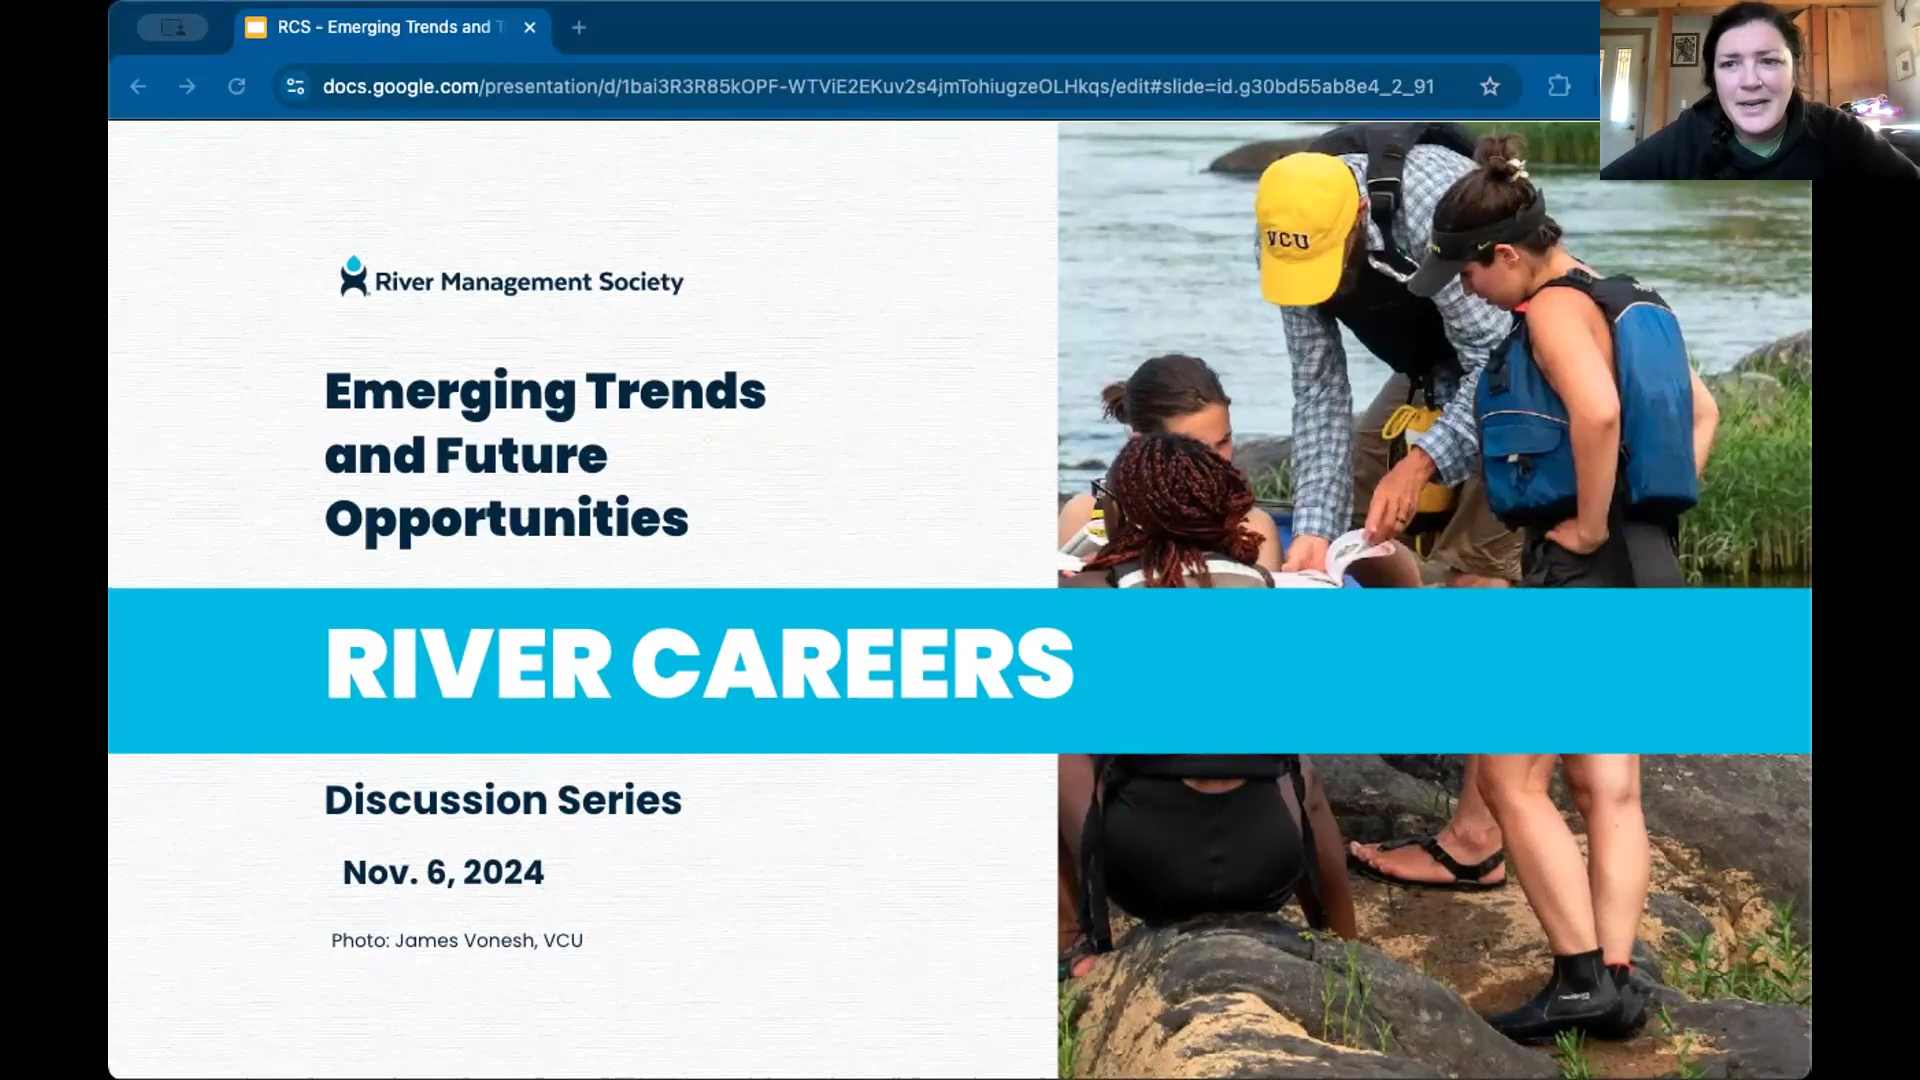 RCS - Emerging Trends and T
docs.google.com/presentation/d/1bai3R3R85kOPF-WTViE2EKuv2s4jmTohiugzeOLHkqs/edit#slide=id.g30bd55ab8e4_2_91
VCU
River Management Society
Emerging Trends
and Future
Opportunities
RIVER CAREERS
Discussion Series
Nov. 6, 2024
Photo: James Vonesh, VCU